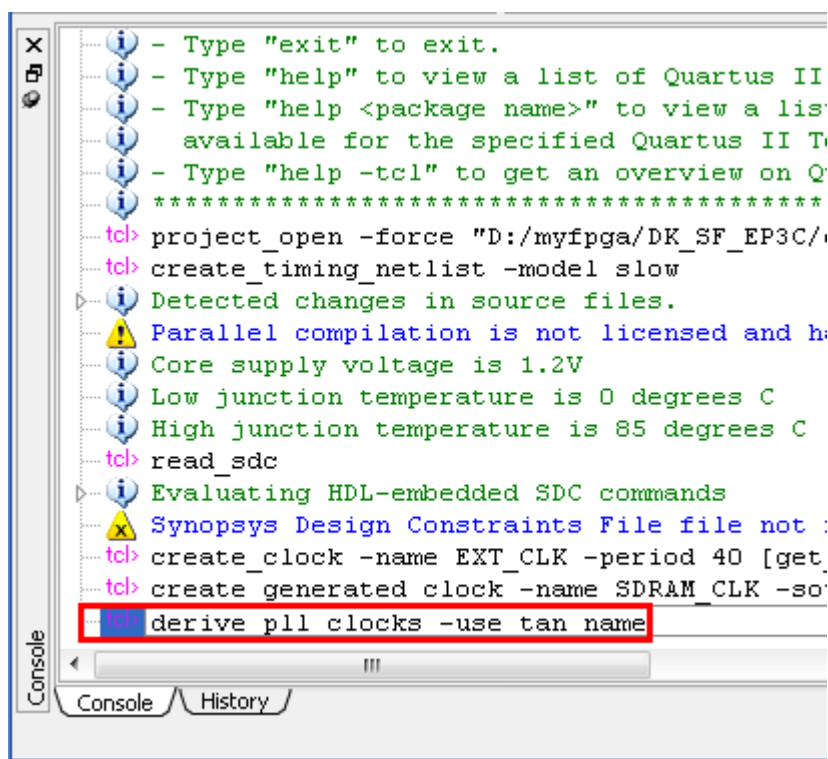 - Type "exit" to exit.
- Type "help" to view a list of Quartus II
- Type "help <package name>" to view a lis
available for the specified Quartus II T
- Type "help -tcl" to get an overview on Q
******************************************
tcl> project_open -force "D:/myfpga/DK_SF_EP3C/
tcl> create_timing_netlist -model slow
Detected changes in source files.
Parallel compilation is not licensed and ha
Core supply voltage is 1.2V
Low junction temperature is 0 degrees C
High junction temperature is 85 degrees C
tcl> read_sdc
Evaluating HDL-embedded SDC commands
Synopsys Design Constraints File file not
tcl> create_clock -name EXT_CLK -period 40 [get_
tcl> create_generated_clock -name SDRAM_CLK -so
tcl> derive_pll_clocks -use_tan_name
Console
Console
History